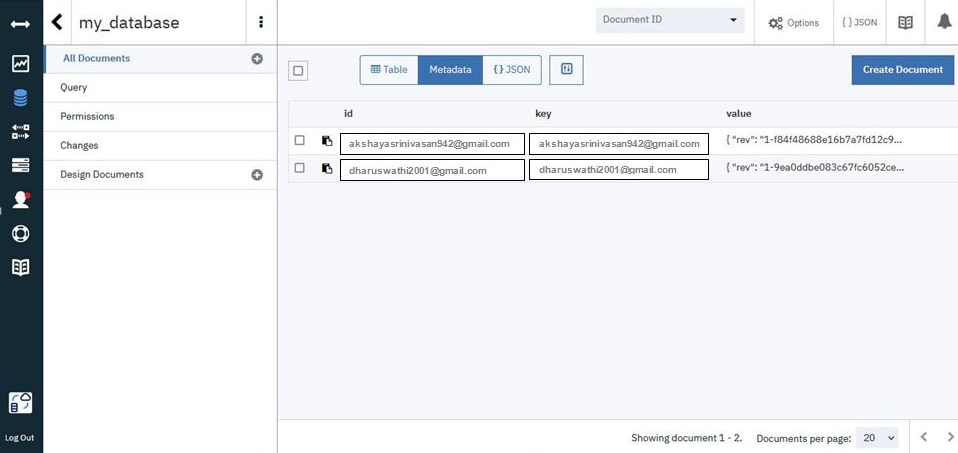 my_database
Document ID
Options
{ } JSON
All Documents
Query
Permissions
Changes
Design Documents
Table
Metadata
{ } JSON
Create Document
id key value
akshayasrinivasan942@gmail.com akshayasrinivasan942@gmail.com { "rev": "1-f84f48688e16b7a7fd12c9...
dharuswathi2001@gmail.com dharuswathi2001@gmail.com { "rev": "1-9ea0ddbe083c67fc6052ce...
Log Out
Showing document 1 - 2.
Documents per page: 20